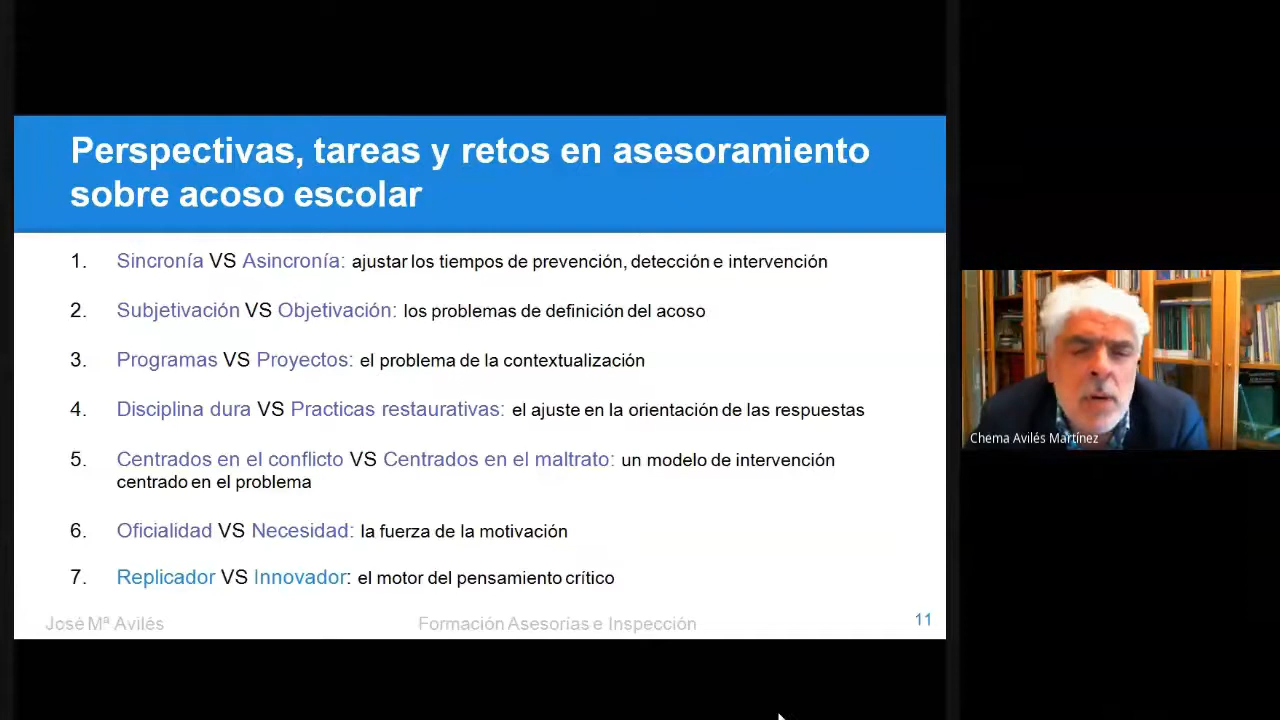 Perspectivas, tareas y retos en asesoramiento
sobre acoso escolar
1. Sincronía VS Asincronía: ajustar los tiempos de prevención, detección e intervención
2. Subjetivación VS Objetivación: los problemas de definición del acoso
3. Programas VS Proyectos: el problema de la contextualización
4. Disciplina dura VS Practicas restaurativas: el ajuste en la orientación de las respuestas
5. Centrados en el conflicto VS Centrados en el maltrato: un modelo de intervención
centrado en el problema
6. Oficialidad VS Necesidad: la fuerza de la motivación
7. Replicador VS Innovador: el motor del pensamiento crítico
José Mª Avilés
Formación Asesorias e Inspección
11
Chema Avilés Martínez